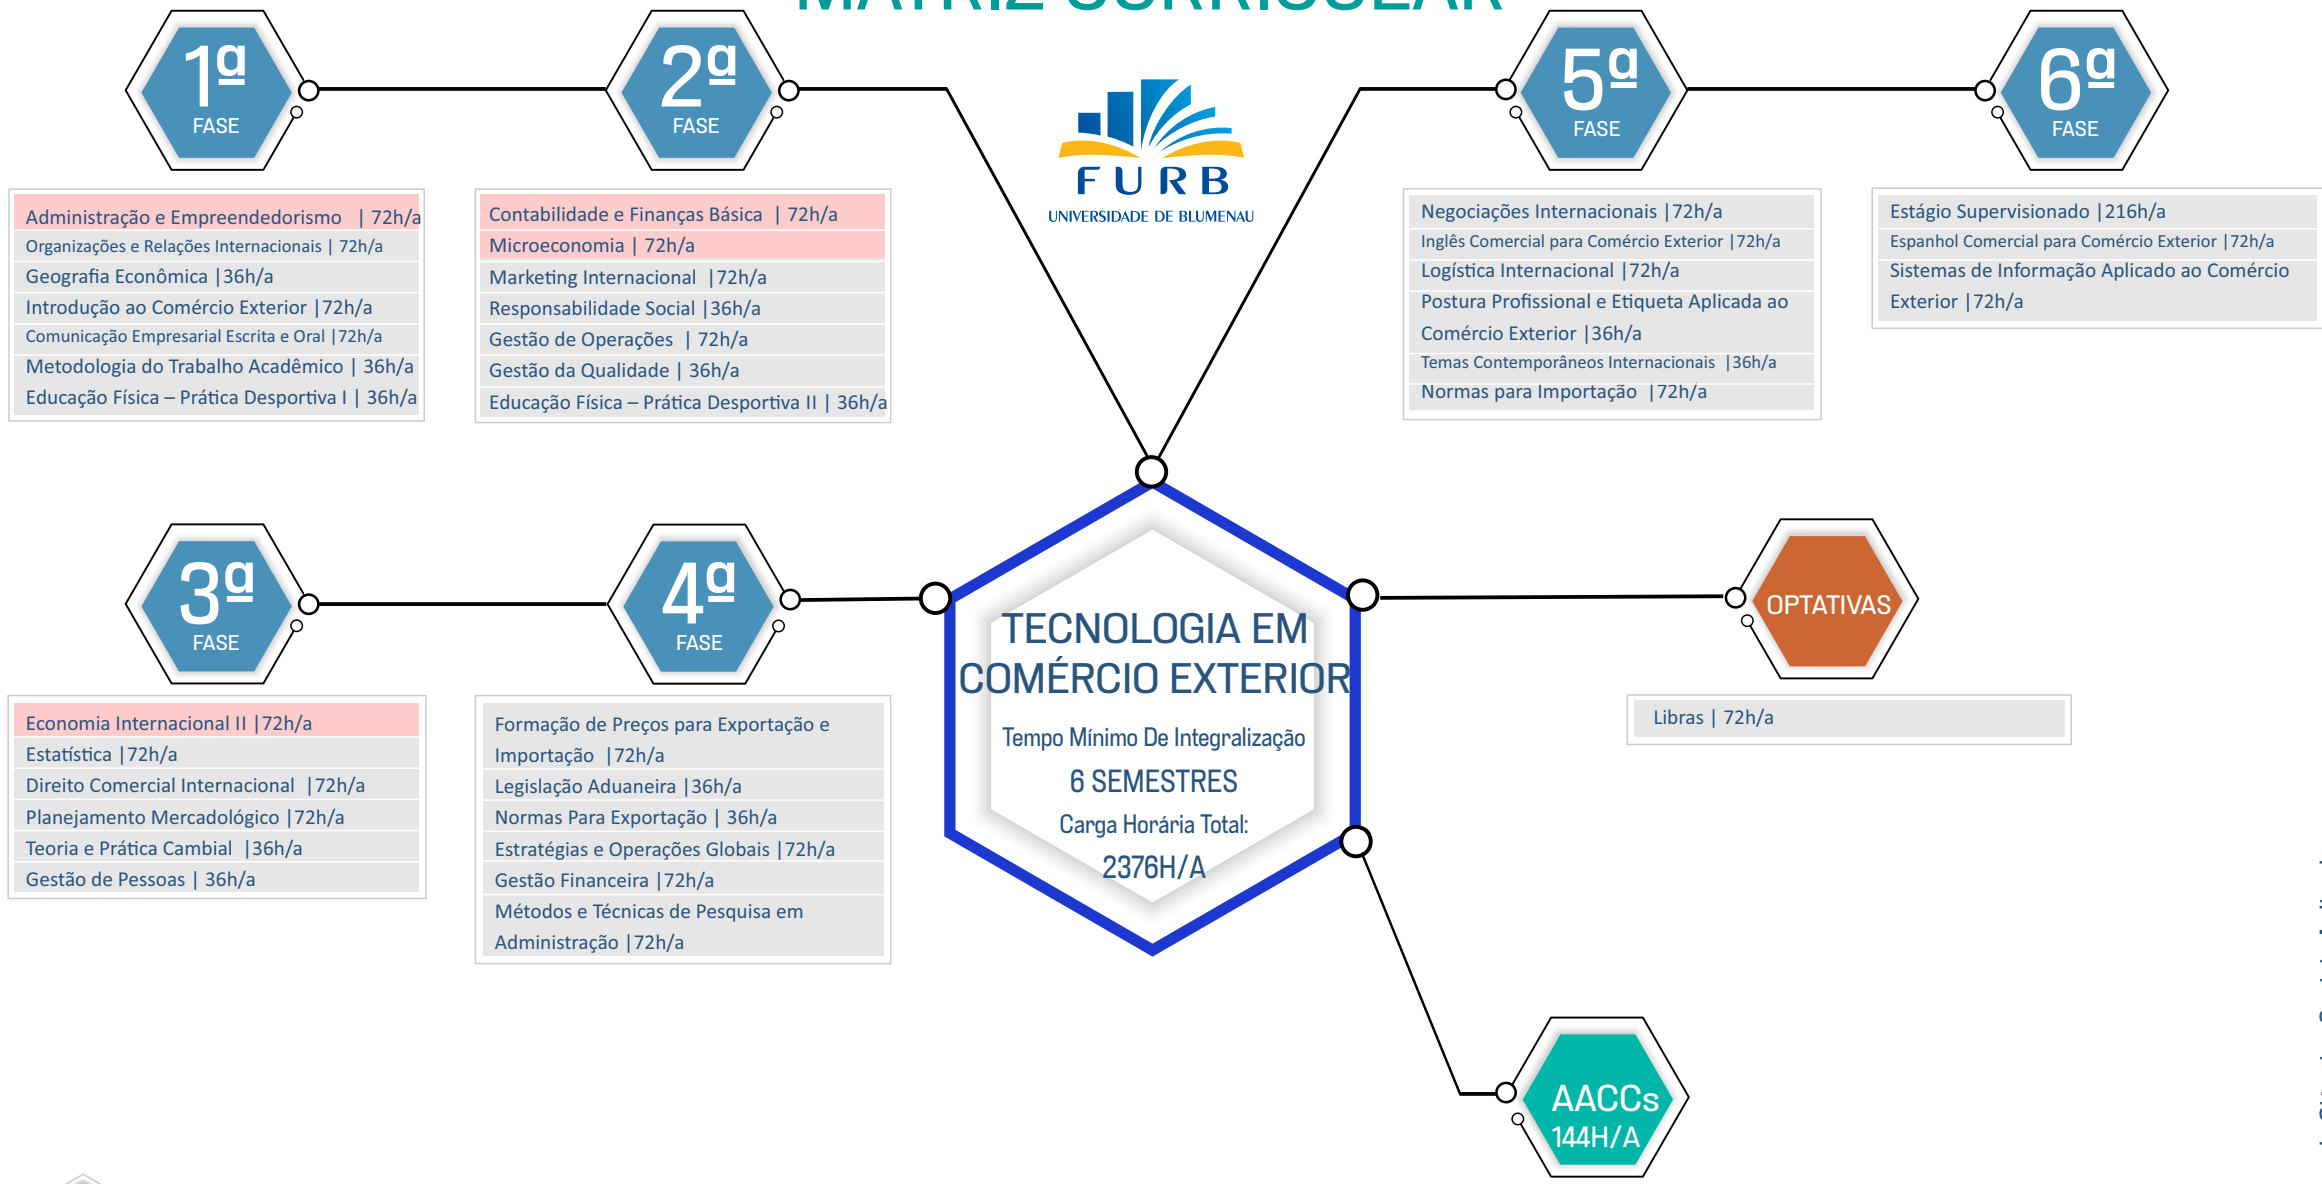 MATRIZ CURRICULAR
1ª
FASE
Administração e Empreendedorismo | 72h/a
Organizações e Relações Internacionais | 72h/a
Geografia Econômica |36h/a
Introdução ao Comércio Exterior |72h/a
Comunicação Empresarial Escrita e Oral |72h/a
Metodologia do Trabalho Acadêmico | 36h/a
Educação Física – Prática Desportiva I | 36h/a
2ª
FASE
Contabilidade e Finanças Básica | 72h/a
Microeconomia | 72h/a
Marketing Internacional |72h/a
Responsabilidade Social |36h/a
Gestão de Operações | 72h/a
Gestão da Qualidade | 36h/a
Educação Física – Prática Desportiva II | 36h/a
FURB
UNIVERSIDADE DE BLUMENAU
5ª
FASE
Negociações Internacionais |72h/a
Inglês Comercial para Comércio Exterior |72h/a
Logística Internacional |72h/a
Postura Profissional e Etiqueta Aplicada ao
Comércio Exterior |36h/a
Temas Contemporâneos Internacionais |36h/a
Normas para Importação |72h/a
6ª
FASE
Estágio Supervisionado |216h/a
Espanhol Comercial para Comércio Exterior |72h/a
Sistemas de Informação Aplicado ao Comércio
Exterior |72h/a
3ª
FASE
Economia Internacional II |72h/a
Estatística |72h/a
Direito Comercial Internacional |72h/a
Planejamento Mercadológico |72h/a
Teoria e Prática Cambial |36h/a
Gestão de Pessoas | 36h/a
4ª
FASE
Formação de Preços para Exportação e
Importação |72h/a
Legislação Aduaneira |36h/a
Normas Para Exportação | 36h/a
Estratégias e Operações Globais |72h/a
Gestão Financeira |72h/a
Métodos e Técnicas de Pesquisa em
Administração |72h/a
TECNOLOGIA EM
COMÉRCIO EXTERIOR
Tempo Mínimo De Integralização
6 SEMESTRES
Carga Horária Total:
2376H/A
OPTATIVAS
Libras | 72h/a
AACCs
144H/A